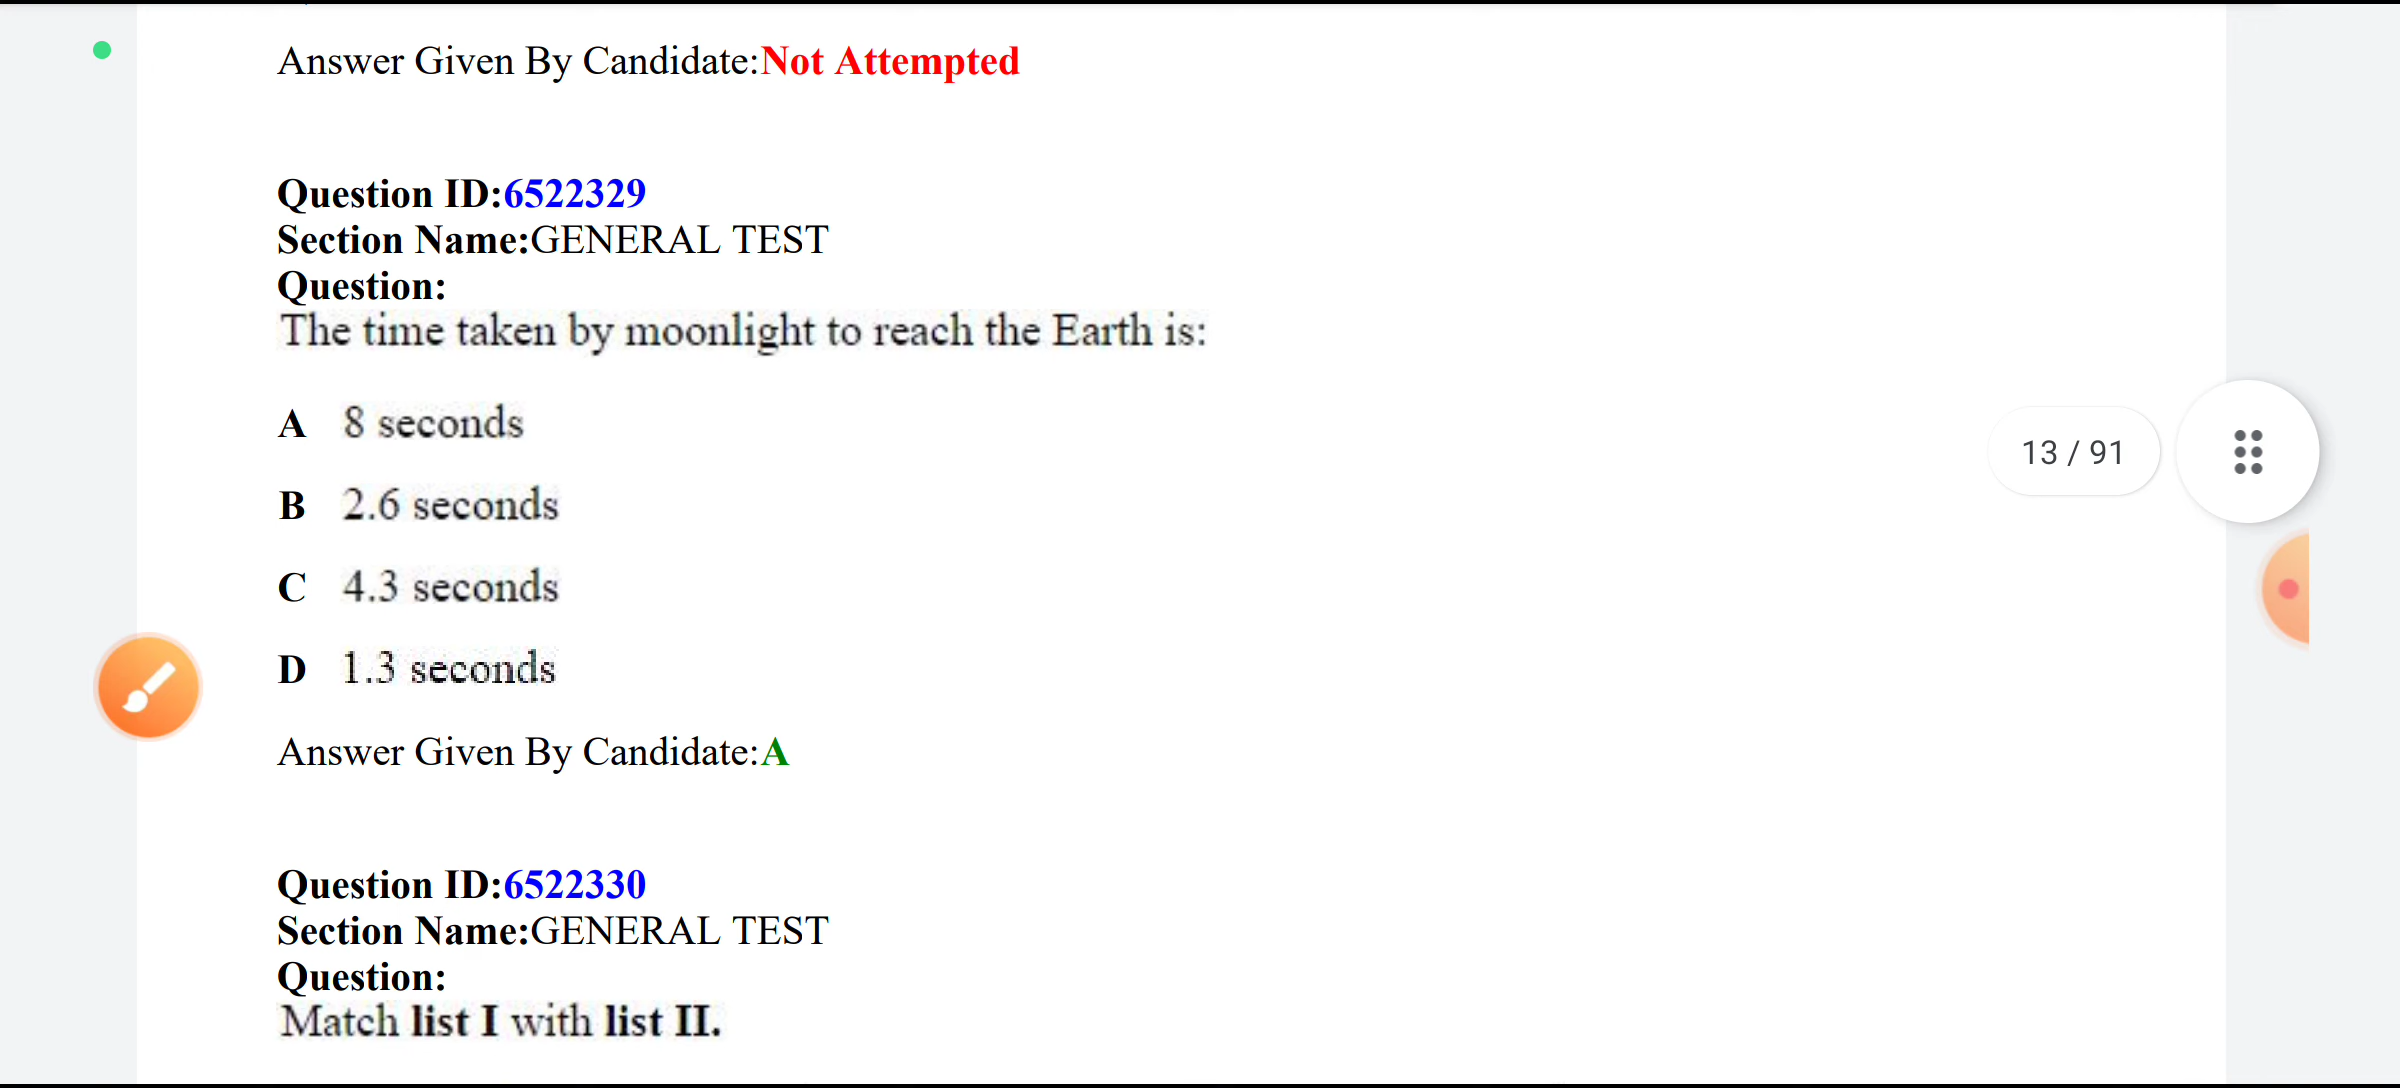 Answer Given By Candidate:Not Attempted
Question ID:6522329
Section Name:GENERAL TEST
Question:
The time taken by moonlight to reach the Earth is:
A 8 seconds
B 2.6 seconds
C 4.3 seconds
D 1.3 seconds
13 / 91
Answer Given By Candidate:A
Question ID:6522330
Section Name:GENERAL TEST
Question:
Match list I with list II.